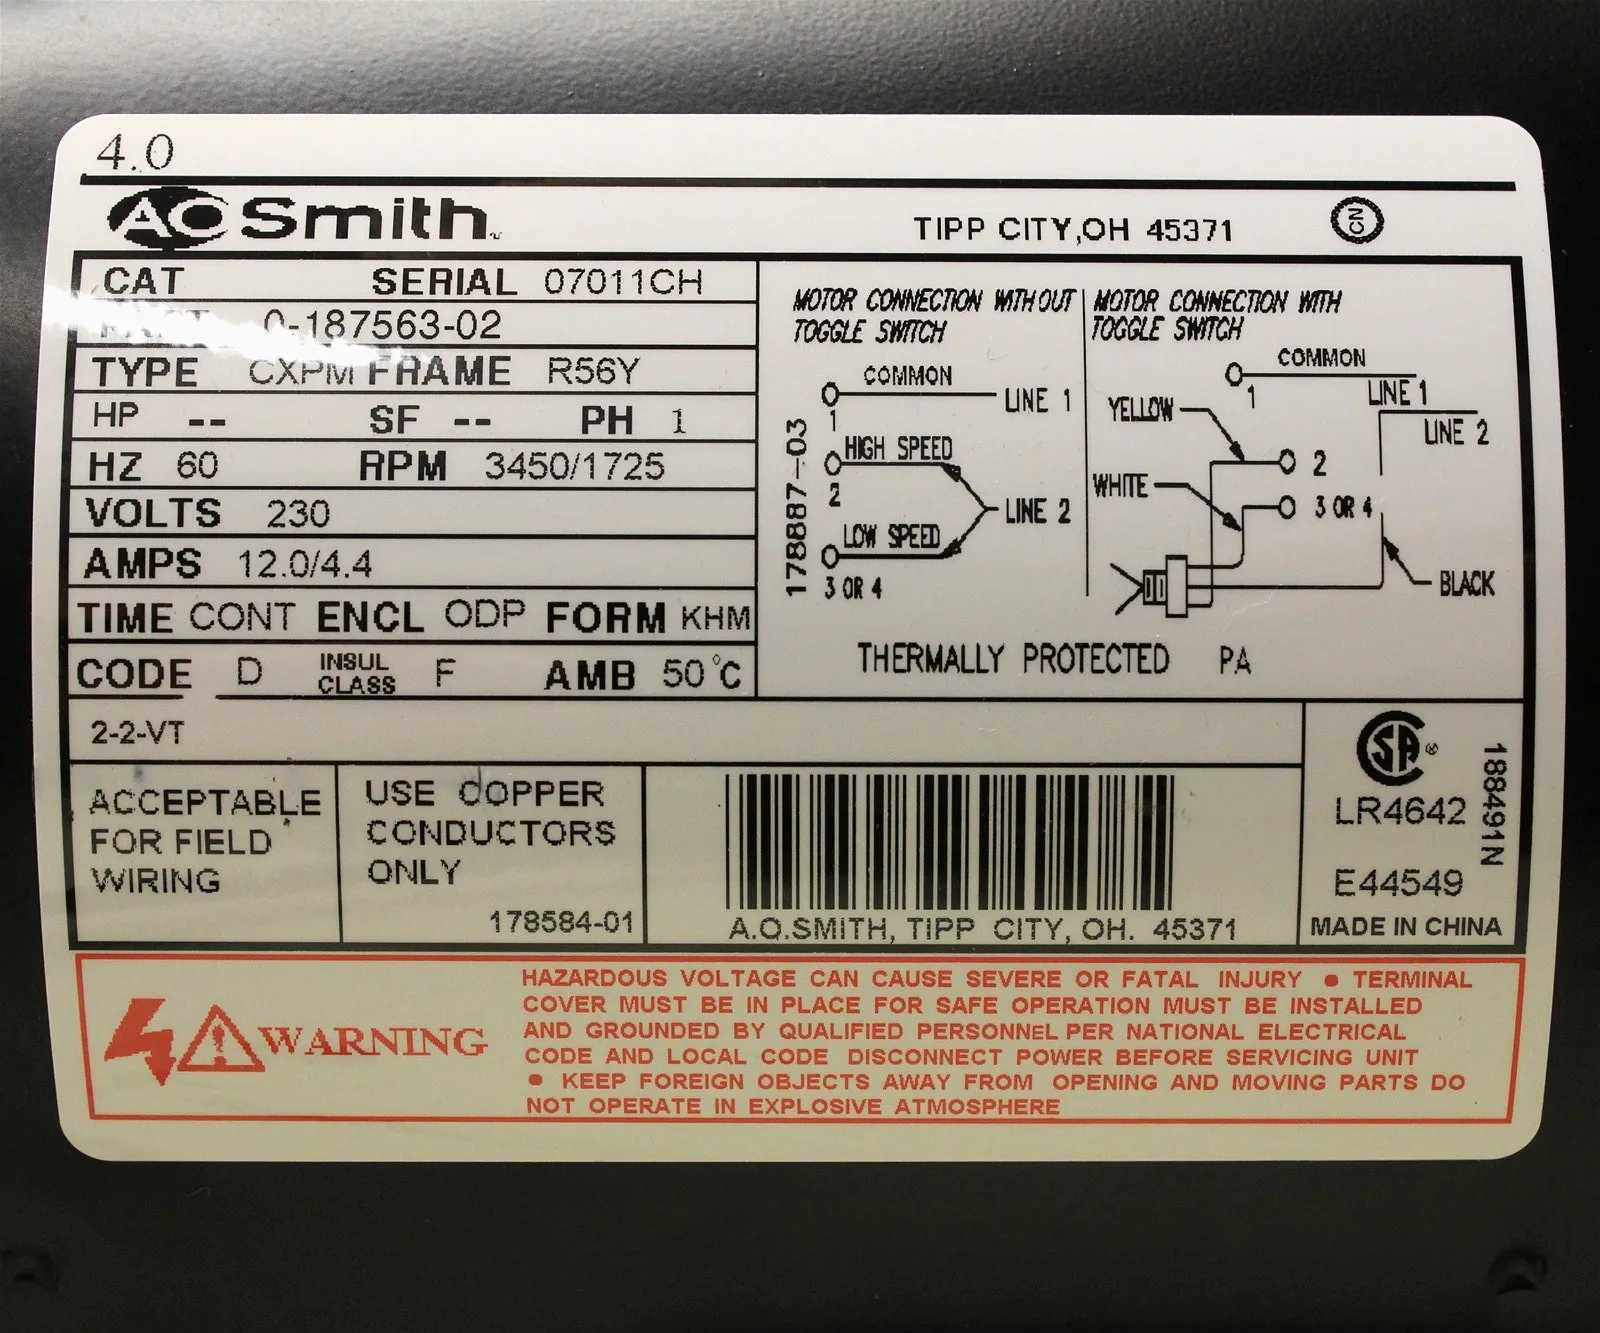 4.0
AO Smith
TIPP CITY,OH 45371
CN
CAT SERIAL 07011CH
PART 0-187563-02
TYPE CXPM FRAME R56Y
HP -- SF -- PH 1
HZ 60 RPM 3450/1725
VOLTS 230
AMPS 12.0/4.4
TIME CONT ENCL ODP FORM KHM
CODE D INSUL CLASS F AMB 50°C
MOTOR CONNECTION WITHOUT
TOGGLE SWITCH
COMMON
LINE 1
1
HIGH SPEED
2
LINE 2
LOW SPEED
3 OR 4
178887-03
MOTOR CONNECTION WITH
TOGGLE SWITCH
COMMON
1
LINE 1
YELLOW
LINE 2
2
WHITE
3 OR 4
BLACK
THERMALLY PROTECTED PA
2-2-VT
ACCEPTABLE
FOR FIELD
WIRING
USE COPPER
CONDUCTORS
ONLY
178584-01
A.O.SMITH, TIPP CITY, OH. 45371
SA®
LR4642
E44549
188491N
MADE IN CHINA
WARNING
HAZARDOUS VOLTAGE CAN CAUSE SEVERE OR FATAL INJURY • TERMINAL
COVER MUST BE IN PLACE FOR SAFE OPERATION MUST BE INSTALLED
AND GROUNDED BY QUALIFIED PERSONNEL PER NATIONAL ELECTRICAL
CODE AND LOCAL CODE DISCONNECT POWER BEFORE SERVICING UNIT
• KEEP FOREIGN OBJECTS AWAY FROM OPENING AND MOVING PARTS DO
NOT OPERATE IN EXPLOSIVE ATMOSPHERE